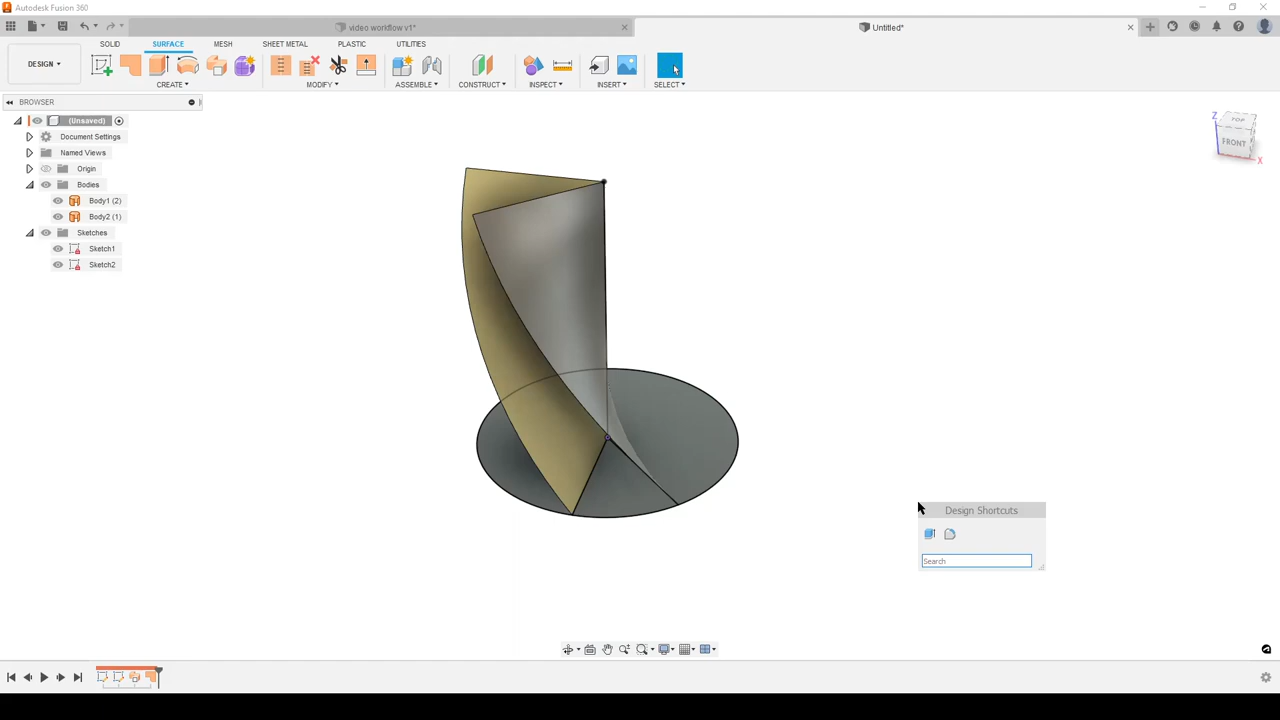 Autodesk Fusion 360
video workflow v1*
Untitled*
SOLID SURFACE MESH SHEET METAL PLASTIC UTILITIES
DESIGN
CREATE MODIFY ASSEMBLE CONSTRUCT INSPECT INSERT SELECT
BROWSER
(Unsaved)
Document Settings
Named Views
Origin
Bodies
Body1 (2)
Body2 (1)
Sketches
Sketch1
Sketch2
Z
TOP
FRONT
X
Design Shortcuts
Search